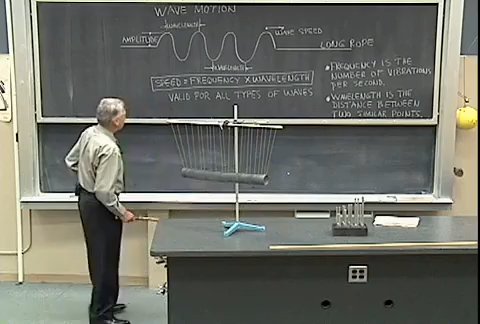 WAVE MOTION
WAVELENGTH
AMPLITUDE
WAVE SPEED
LONG ROPE
WAVELENGTH
SPEED = FREQUENCY X WAVELENGTH
VALID FOR ALL TYPES OF WAVES
• FREQUENCY IS THE
NUMBER OF VIBRATIONS
PER SECOND.
• WAVELENGTH IS THE
DISTANCE BETWEEN
TWO SIMILAR POINTS.